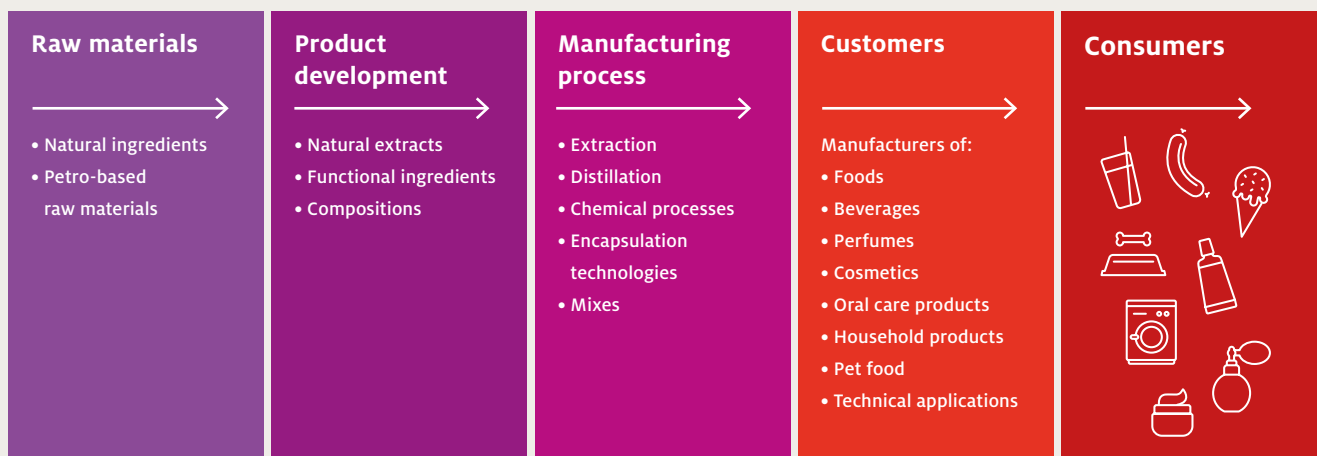 Raw materials
• Natural ingredients
• Petro-based
raw materials
Product
development
• Natural extracts
• Functional ingredients
• Compositions
Manufacturing
process
• Extraction
• Distillation
• Chemical processes
• Encapsulation
technologies
• Mixes
Customers
Manufacturers of:
• Foods
• Beverages
• Perfumes
• Cosmetics
• Oral care products
• Household products
• Pet food
• Technical applications
Consumers